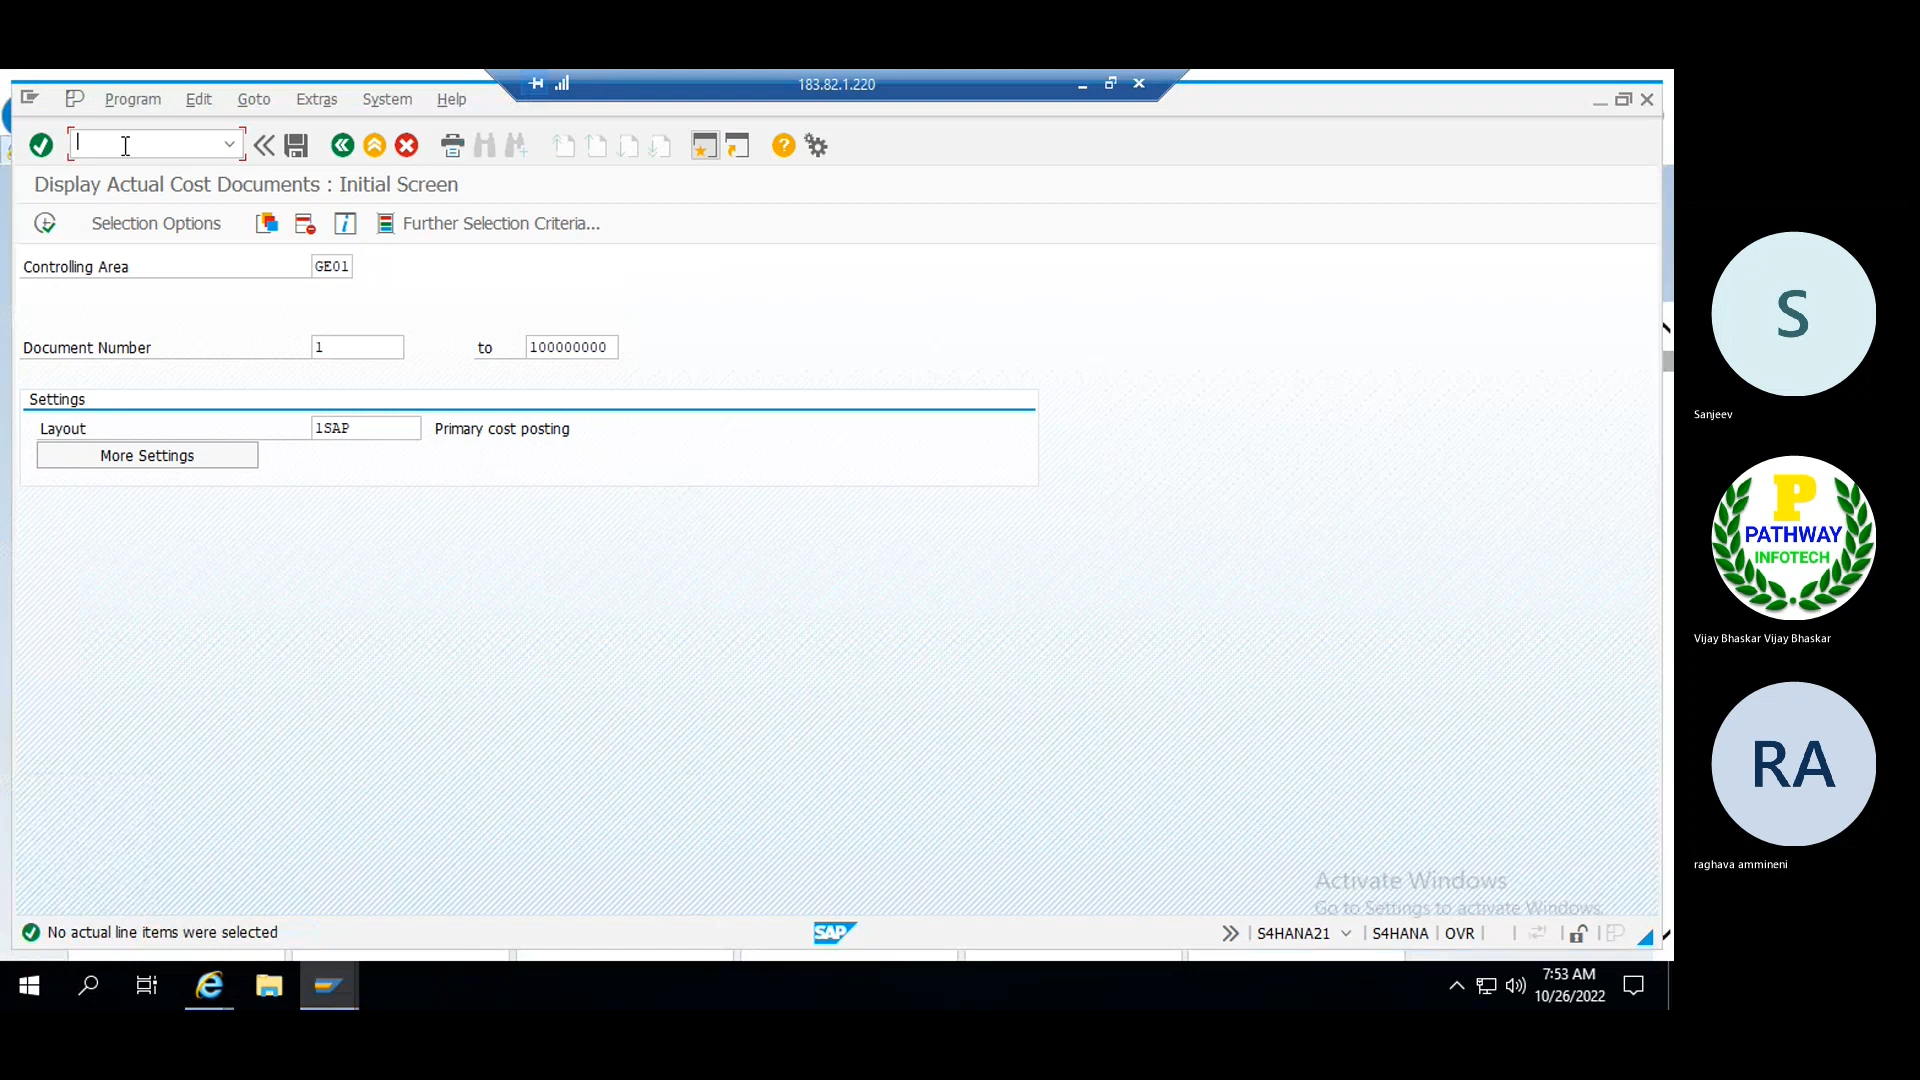 183.82.1.220
Program Edit Goto Extras System Help
Display Actual Cost Documents : Initial Screen
Selection Options Further Selection Criteria...
Controlling Area GE01
Document Number 1 to 100000000
Settings
Layout 1SAP Primary cost posting
More Settings
Activate Windows
Go to Settings to activate Windows.
No actual line items were selected SAP S4HANA21 S4HANA OVR
7:53 AM
10/26/2022
S
Sanjeev
P
PATHWAY
INFOTECH
Vijay Bhaskar Vijay Bhaskar
RA
raghava ammineni